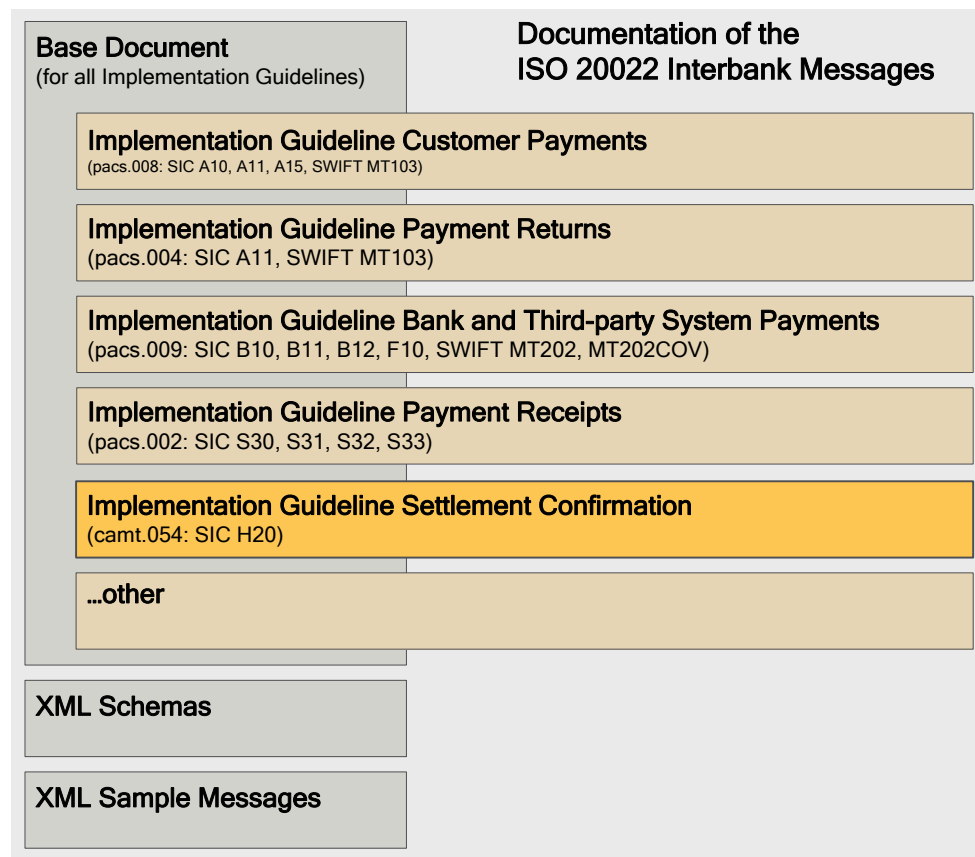 Base Document
(for all Implementation Guidelines)
Documentation of the
ISO 20022 Interbank Messages
Implementation Guideline Customer Payments
(pacs.008: SIC A10, A11, A15, SWIFT MT103)
Implementation Guideline Payment Returns
(pacs.004: SIC A11, SWIFT MT103)
Implementation Guideline Bank and Third-party System Payments
(pacs.009: SIC B10, B11, B12, F10, SWIFT MT202, MT202COV)
Implementation Guideline Payment Receipts
(pacs.002: SIC S30, S31, S32, S33)
Implementation Guideline Settlement Confirmation
(camt.054: SIC H20)
...other
XML Schemas
XML Sample Messages